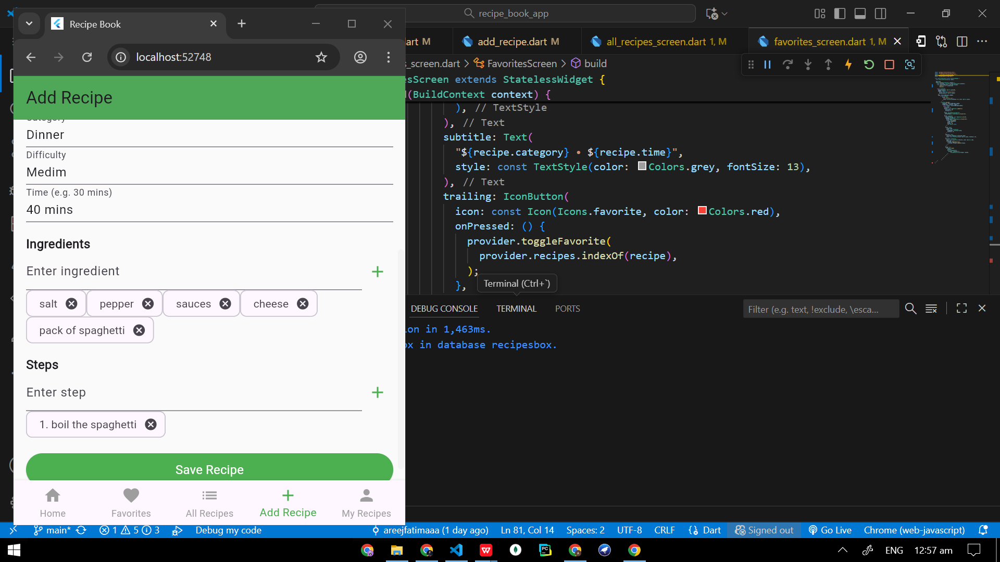 Recipe Book
localhost:52748
Add Recipe
Category
Dinner
Difficulty
Medim
Time (e.g. 30 mins)
40 mins
Ingredients
Enter ingredient
salt
pepper
sauces
cheese
pack of spaghetti
Steps
Enter step
1. boil the spaghetti
Save Recipe
Home
Favorites
All Recipes
Add Recipe
My Recipes
recipe_book_app
art M
add_recipe.dart M
all_recipes_screen.dart 1, M
favorites_screen.dart 1, M
s_screen.dart > FavoritesScreen > build
sScreen extends StatelessWidget {
(BuildContext context) {
), // TextStyle
), // Text
subtitle: Text(
"${recipe.category} • ${recipe.time}",
style: const TextStyle(color: Colors.grey, fontSize: 13),
), // Text
trailing: IconButton(
icon: const Icon(Icons.favorite, color: Colors.red),
onPressed: () {
provider.toggleFavorite(
provider.recipes.indexOf(recipe),
);
},
Terminal (Ctrl+`)
DEBUG CONSOLE
TERMINAL
PORTS
Filter (e.g. text, !exclude, \esca...
on in 1,463ms.
ox in database recipesbox.
main*
1 5 3
Debug my code
areejfatimaaa (1 day ago)
Ln 81, Col 14
Spaces: 2
UTF-8
CRLF
{} Dart
Signed out
Go Live
Chrome (web-javascript)
ENG
12:57 am